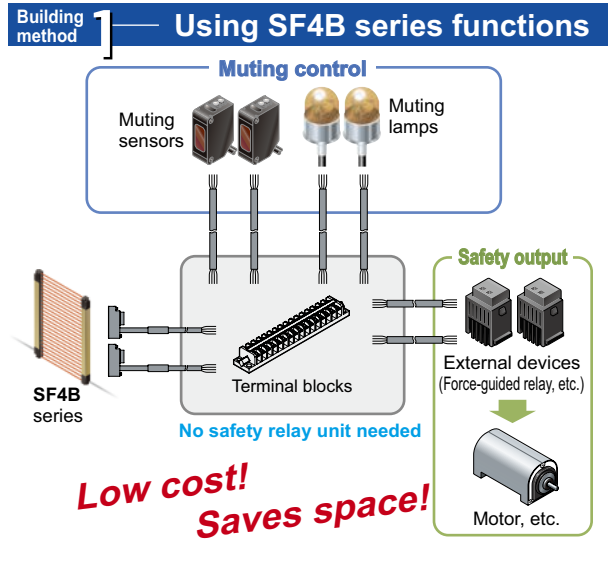 Building
method
1
Using SF4B series functions
Muting control
Muting
sensors
Muting
lamps
Safety output
External devices
(Force-guided relay, etc.)
Terminal blocks
SF4B
series
No safety relay unit needed
Low cost!
Saves space!
Motor, etc.